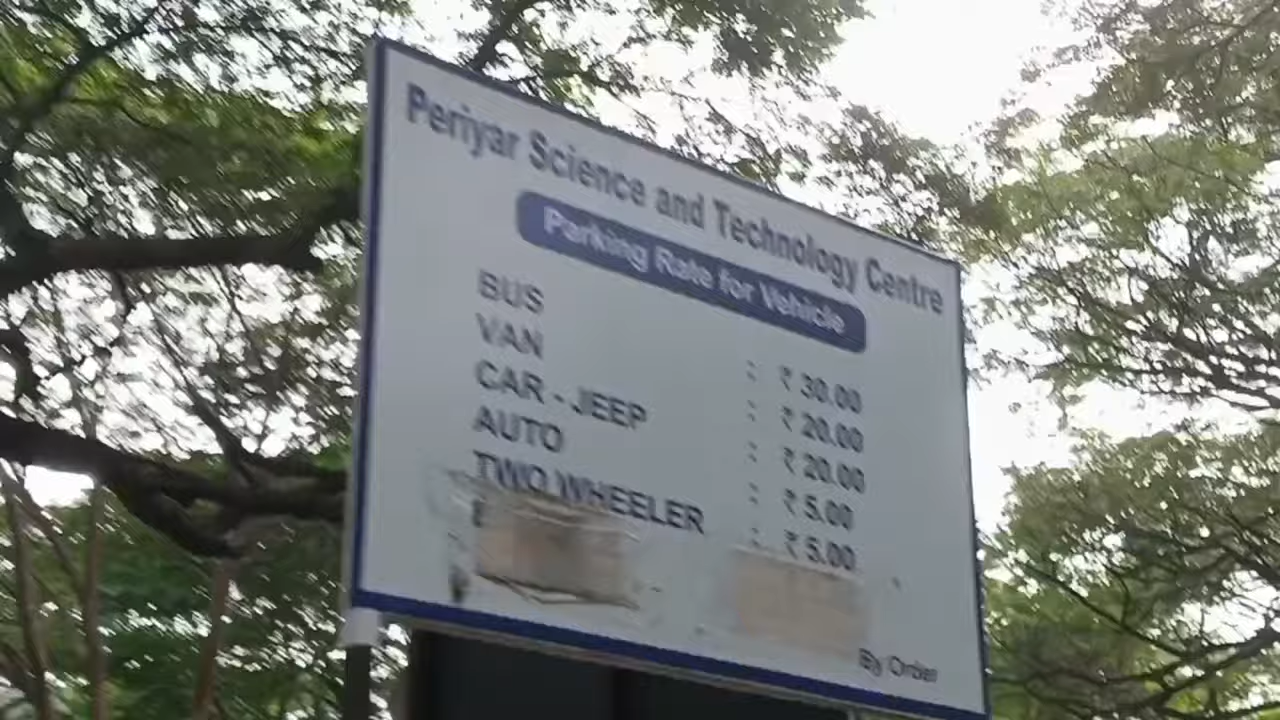 Periyar Science and Technology Centre
Parking Rate for Vehicle
BUS : ₹ 30.00
VAN : ₹ 20.00
CAR - JEEP : ₹ 20.00
AUTO : ₹ 5.00
TWO WHEELER : ₹ 5.00
By Order